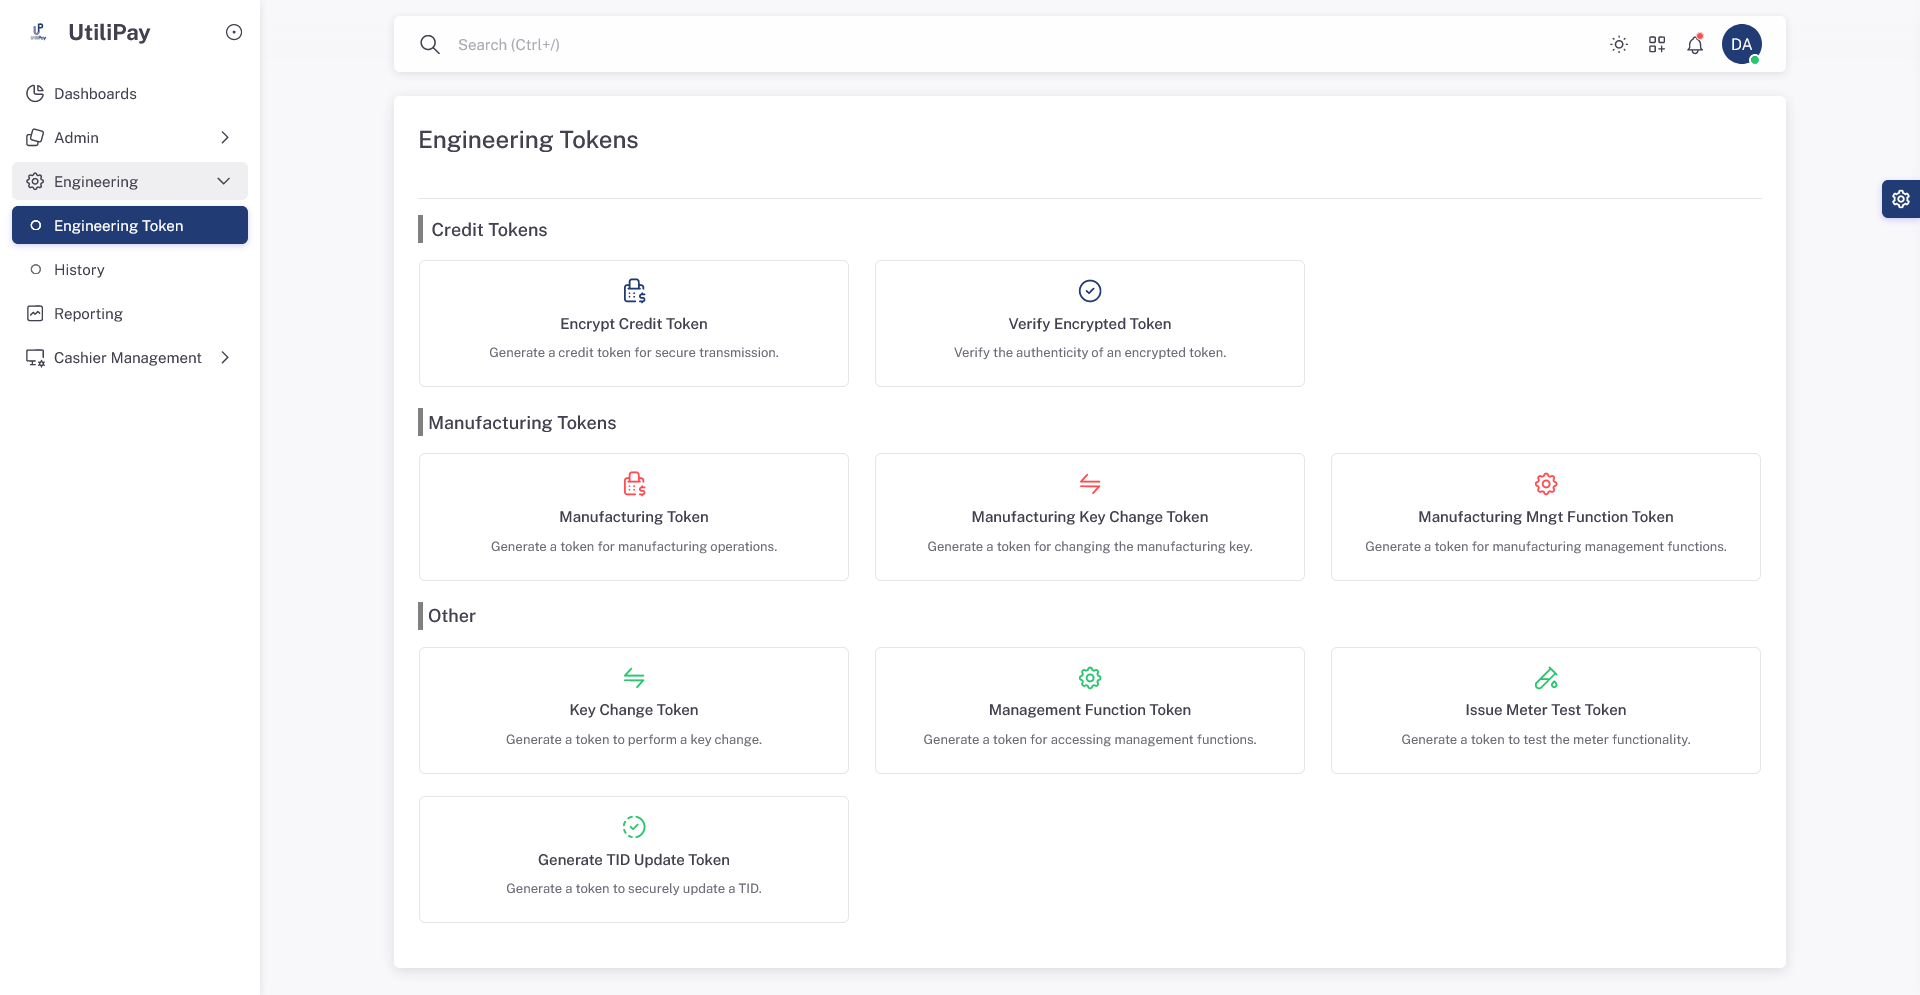 UtiliPay
Search (Ctrl+/)
DA
Dashboards
Admin
Engineering
Engineering Token
History
Reporting
Cashier Management
Engineering Tokens
Credit Tokens
Encrypt Credit Token
Generate a credit token for secure transmission.
Verify Encrypted Token
Verify the authenticity of an encrypted token.
Manufacturing Tokens
Manufacturing Token
Generate a token for manufacturing operations.
Manufacturing Key Change Token
Generate a token for changing the manufacturing key.
Manufacturing Mngt Function Token
Generate a token for manufacturing management functions.
Other
Key Change Token
Generate a token to perform a key change.
Management Function Token
Generate a token for accessing management functions.
Issue Meter Test Token
Generate a token to test the meter functionality.
Generate TID Update Token
Generate a token to securely update a TID.